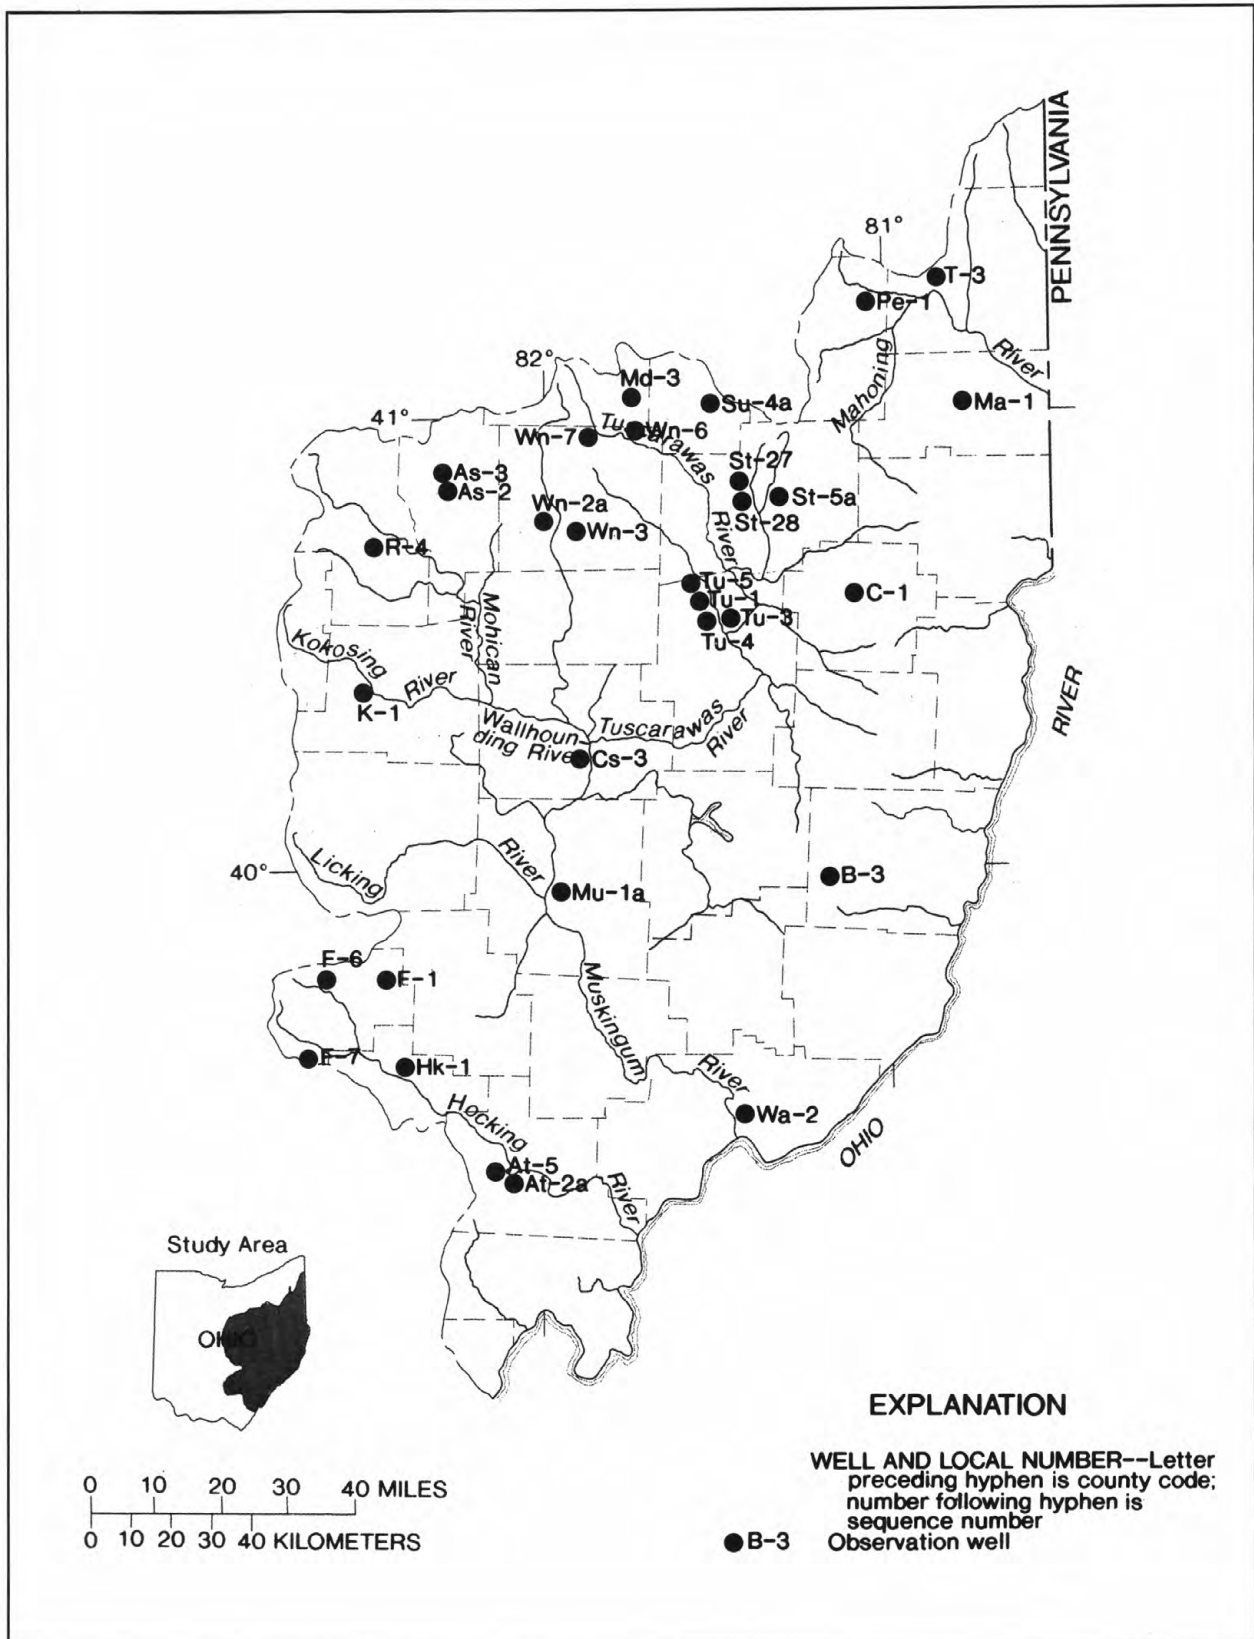 PENNSYLVANIA
81°
T-3
Pe-1
River
Mahoning
82°
Md-3
Su-4a
Ma-1
41°
Wn-7
Tuscarawas
Wn-6
St-27
As-3
As-2
St-5a
Wn-2a
St-28
Wn-3
River
R-4
Tu-5
Tu-1
C-1
Tu-3
Tu-4
Mohican
River
Kokosing
River
K-1
RIVER
Wallhoun-
ding River
Tuscarawas
River
Cs-3
Licking
River
40°
B-3
Mu-1a
F-6
F-1
Muskingum
F-7
Hk-1
River
Hocking
Wa-2
OHIO
At-5
At-2a
River
Study Area
OHIO
EXPLANATION
WELL AND LOCAL NUMBER--Letter
preceding hyphen is county code;
number following hyphen is
sequence number
B-3 Observation well
0 10 20 30 40 MILES
0 10 20 30 40 KILOMETERS